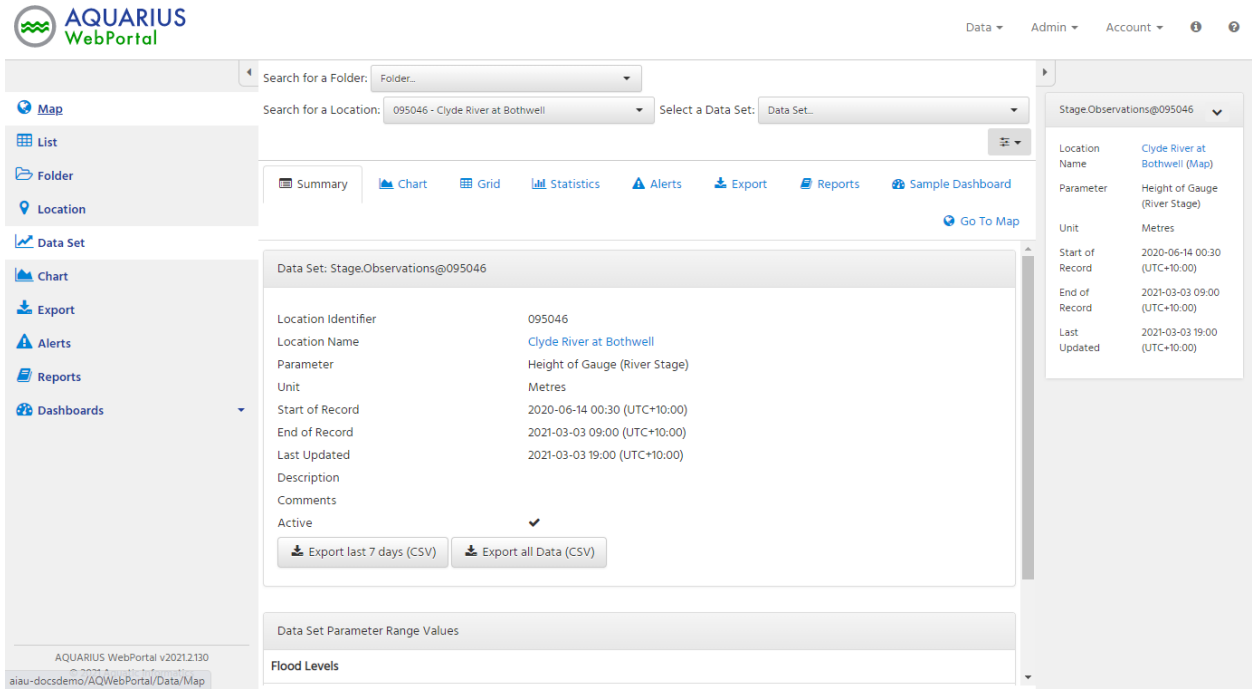 AQUARIUS
WebPortal
Data
Admin
Account
Map
List
Folder
Location
Data Set
Chart
Export
Alerts
Reports
Dashboards
AQUARIUS WebPortal v2021.2.130
aiau-docsdemo/AQWebPortal/Data/Map
Search for a Folder: Folder...
Search for a Location: 095046 - Clyde River at Bothwell Select a Data Set: Data Set...
Summary Chart Grid Statistics Alerts Export Reports Sample Dashboard
Go To Map
Data Set: Stage.Observations@095046
Location Identifier 095046
Location Name Clyde River at Bothwell
Parameter Height of Gauge (River Stage)
Unit Metres
Start of Record 2020-06-14 00:30 (UTC+10:00)
End of Record 2021-03-03 09:00 (UTC+10:00)
Last Updated 2021-03-03 19:00 (UTC+10:00)
Description
Comments
Active
Export last 7 days (CSV) Export all Data (CSV)
Data Set Parameter Range Values
Flood Levels
Stage.Observations@095046
Location Clyde River at
Name Bothwell (Map)
Parameter Height of Gauge
(River Stage)
Unit Metres
Start of 2020-06-14 00:30
Record (UTC+10:00)
End of 2021-03-03 09:00
Record (UTC+10:00)
Last 2021-03-03 19:00
Updated (UTC+10:00)